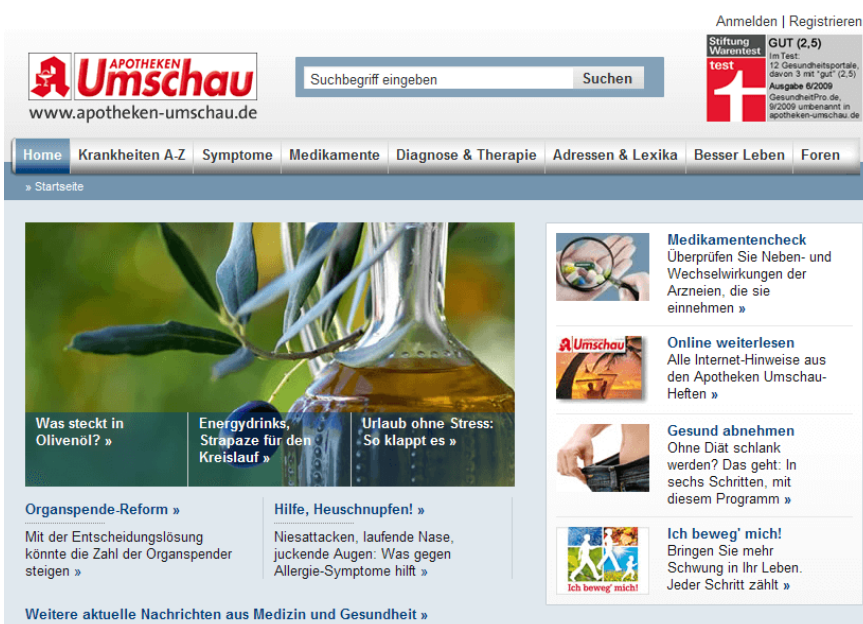 Anmelden | Registrieren
APOTHEKEN
Umschau
www.apotheken-umschau.de
Suchbegriff eingeben
Suchen
Stiftung
Warentest
test
GUT (2,5)
Im Test:
12 Gesundheitsportale,
davon 3 mit "gut" (2,5)
Ausgabe 6/2009
GesundheitPro.de,
9/2009 umbenannt in
apotheken-umschau.de
Home Krankheiten A-Z Symptome Medikamente Diagnose & Therapie Adressen & Lexika Besser Leben Foren
» Startseite
Was steckt in
Olivenöl? »
Energydrinks,
Strapaze für den
Kreislauf »
Urlaub ohne Stress:
So klappt es »
Organspende-Reform »
Mit der Entscheidungslösung
könnte die Zahl der Organspender
steigen »
Hilfe, Heuschnupfen! »
Niesattacken, laufende Nase,
juckende Augen: Was gegen
Allergie-Symptome hilft »
Weitere aktuelle Nachrichten aus Medizin und Gesundheit »
Medikamentencheck
Überprüfen Sie Neben- und
Wechselwirkungen der
Arzneien, die sie
einnehmen »
Umschau
Online weiterlesen
Alle Internet-Hinweise aus
den Apotheken Umschau-
Heften »
Gesund abnehmen
Ohne Diät schlank
werden? Das geht: In
sechs Schritten, mit
diesem Programm »
Ich beweg' mich!
Ich beweg' mich!
Bringen Sie mehr
Schwung in Ihr Leben.
Jeder Schritt zählt »